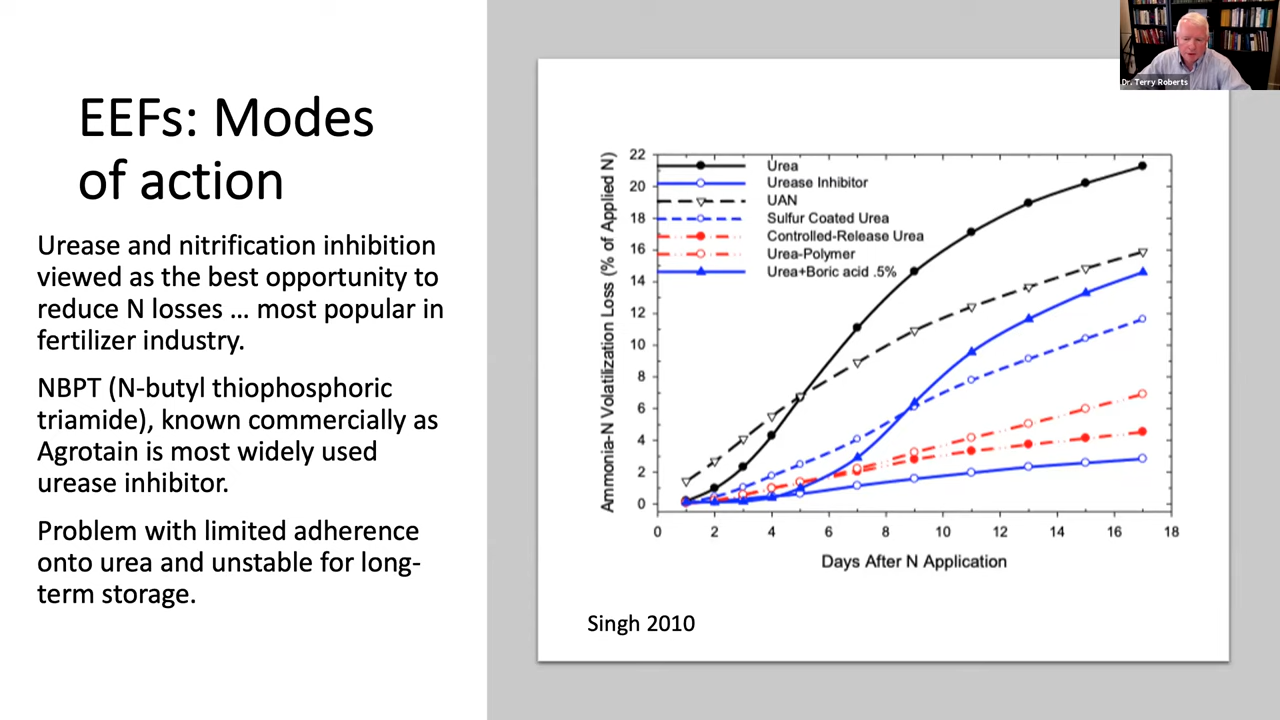 EEFs: Modes
of action
Urease and nitrification inhibition
viewed as the best opportunity to
reduce N losses ... most popular in
fertilizer industry.
NBPT (N-butyl thiophosphoric
triamide), known commercially as
Agrotain is most widely used
urease inhibitor.
Problem with limited adherence
onto urea and unstable for long-
term storage.
Dr. Terry Roberts
Ammonia-N Volatilization Loss (% of Applied N)
22
20
18
16
14
12
10
8
6
4
2
0
Urea
Urease Inhibitor
UAN
Sulfur Coated Urea
Controlled-Release Urea
Urea-Polymer
Urea+Boric acid .5%
0 2 4 6 8 10 12 14 16 18
Days After N Application
Singh 2010